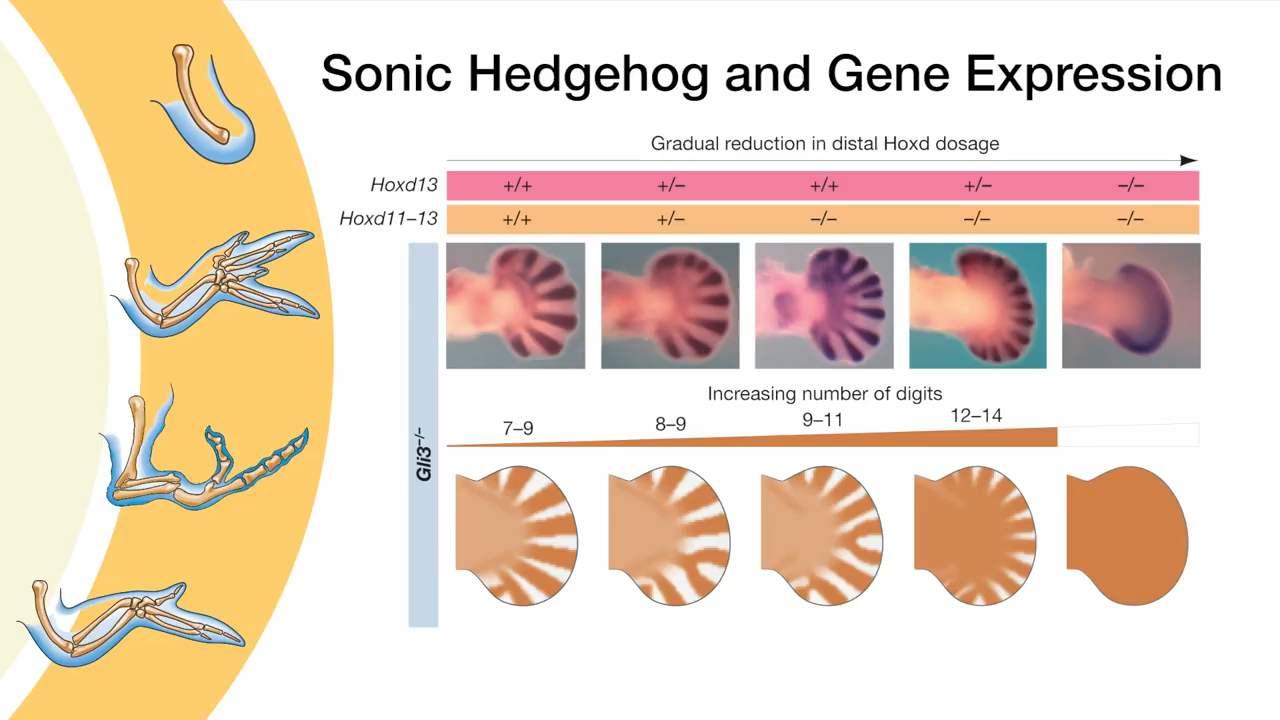 Sonic Hedgehog and Gene Expression
Gradual reduction in distal Hoxd dosage
Hoxd13 +/+ +/– +/+ +/– –/–
Hoxd11–13 +/+ +/– –/– –/– –/–
Gli3–/–
Increasing number of digits
7–9 8–9 9–11 12–14